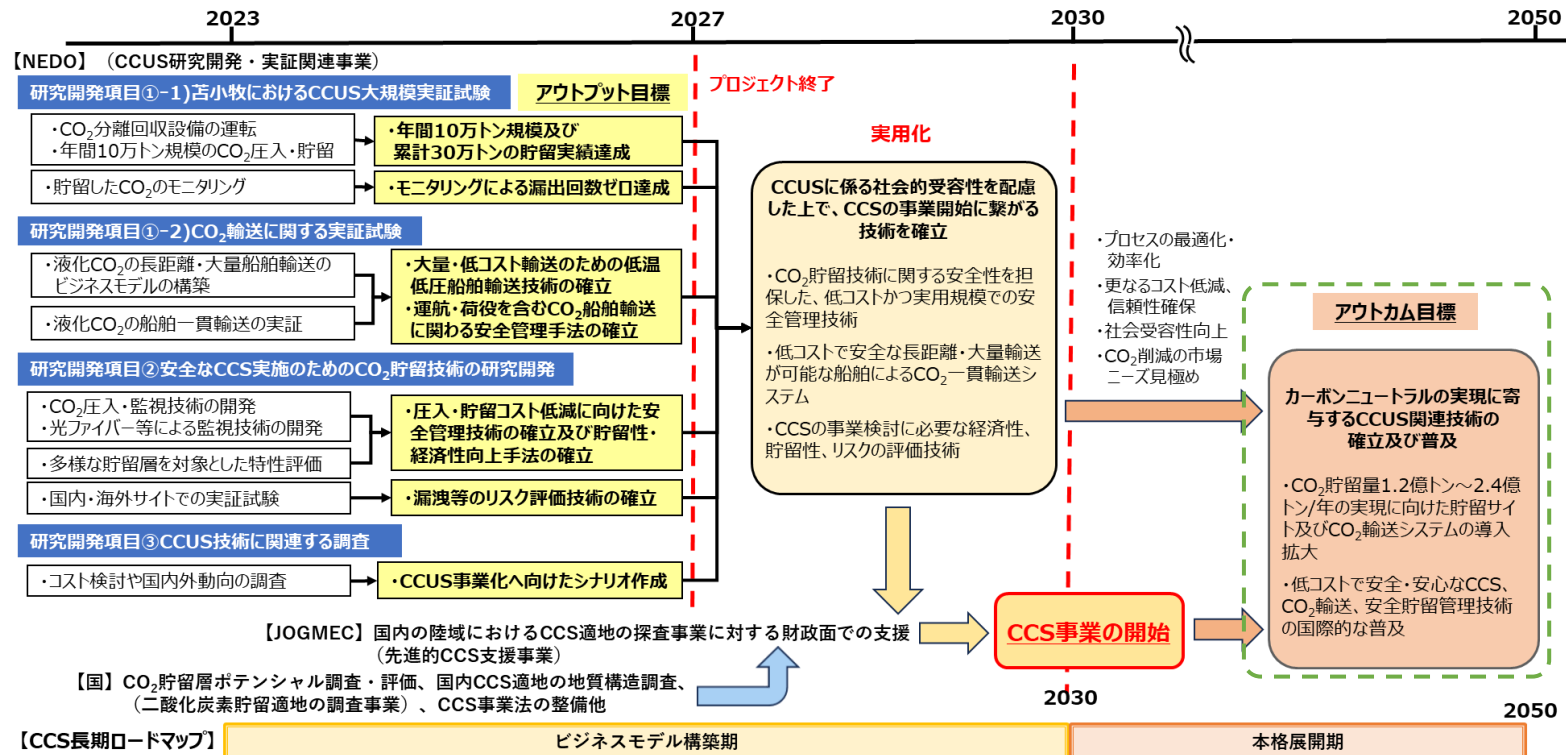 2023
2027
2030
2050
【NEDO】（CCUS研究開発・実証関連事業）
研究開発項目①-1)苫小牧におけるCCUS大規模実証試験
アウトプット目標
プロジェクト終了
・CO₂分離回収設備の運転
・年間10万トン規模のCO₂圧入・貯留
・年間10万トン規模及び
累計30万トンの貯留実績達成
・貯留したCO₂のモニタリング
・モニタリングによる漏出回数ゼロ達成
研究開発項目①-2)CO₂輸送に関する実証試験
・液化CO₂の長距離・大量船舶輸送の
ビジネスモデルの構築
・液化CO₂の船舶一貫輸送の実証
・大量・低コスト輸送のための低温
低圧船舶輸送技術の確立
・運航・荷役を含むCO₂船舶輸送
に関わる安全管理手法の確立
研究開発項目②安全なCCS実施のためのCO₂貯留技術の研究開発
・CO₂圧入・監視技術の開発
・光ファイバー等による監視技術の開発
・多様な貯留層を対象とした特性評価
・圧入・貯留コスト低減に向けた安
全管理技術の確立及び貯留性・
経済性向上手法の確立
・国内・海外サイトでの実証試験
・漏洩等のリスク評価技術の確立
研究開発項目③CCUS技術に関連する調査
・コスト検討や国内外動向の調査
・CCUS事業化へ向けたシナリオ作成
実用化
CCUSに係る社会的受容性を配慮
した上で、CCSの事業開始に繋がる
技術を確立
・CO₂貯留技術に関する安全性を担
保した、低コストかつ実用規模での安
全管理技術
・低コストで安全な長距離・大量輸送
が可能な船舶によるCO₂一貫輸送シ
ステム
・CCSの事業検討に必要な経済性、
貯留性、リスクの評価技術
・プロセスの最適化・
効率化
・更なるコスト低減、
信頼性確保
・社会受容性向上
・CO₂削減の市場
ニーズ見極め
アウトカム目標
カーボンニュートラルの実現に寄
与するCCUS関連技術の
確立及び普及
・CO₂貯留量1.2億トン～2.4億
トン/年の実現に向けた貯留サイ
ト及びCO₂輸送システムの導入
拡大
・低コストで安全・安心なCCS、
CO₂輸送、安全貯留管理技術
の国際的な普及
【JOGMEC】国内の陸域におけるCCS適地の探査事業に対する財政面での支援
（先進的CCS支援事業）
CCS事業の開始
【国】CO₂貯留層ポテンシャル調査・評価、国内CCS適地の地質構造調査、
（二酸化炭素貯留適地の調査事業）、CCS事業法の整備他
2030
2050
【CCS長期ロードマップ】
ビジネスモデル構築期
本格展開期